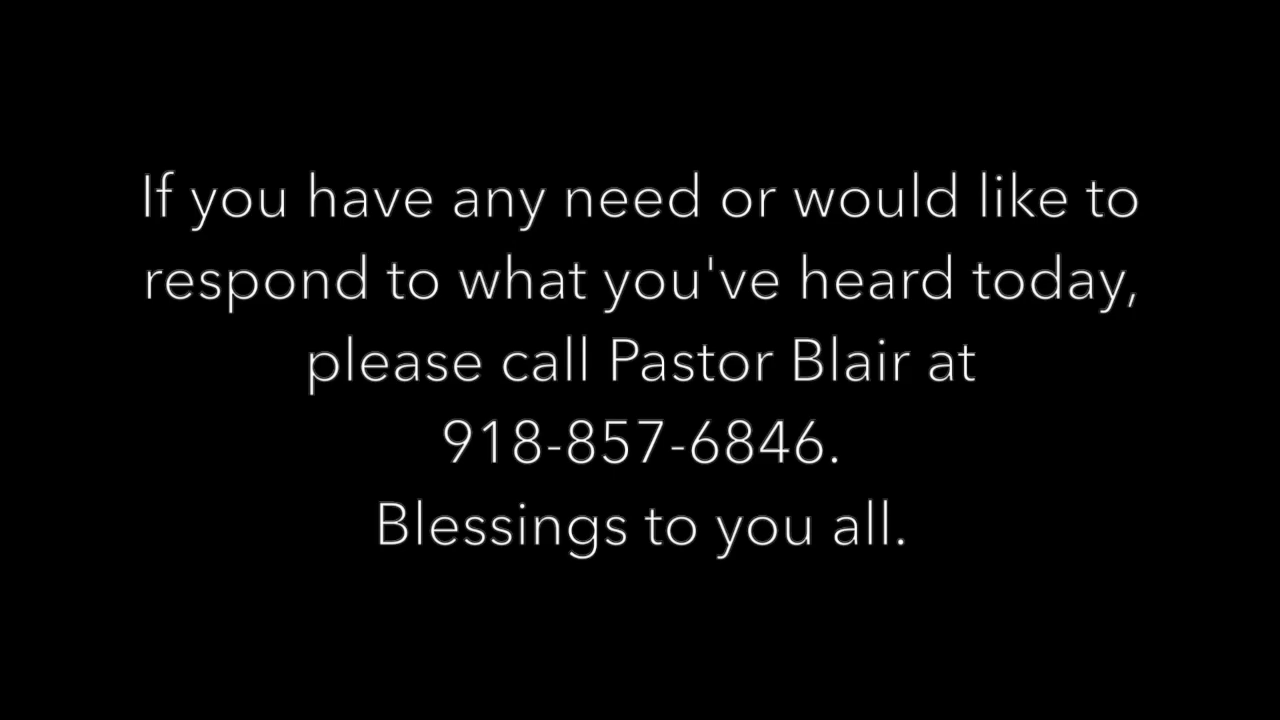 If you have any need or would like to
respond to what you've heard today,
please call Pastor Blair at
918-857-6846.
Blessings to you all.